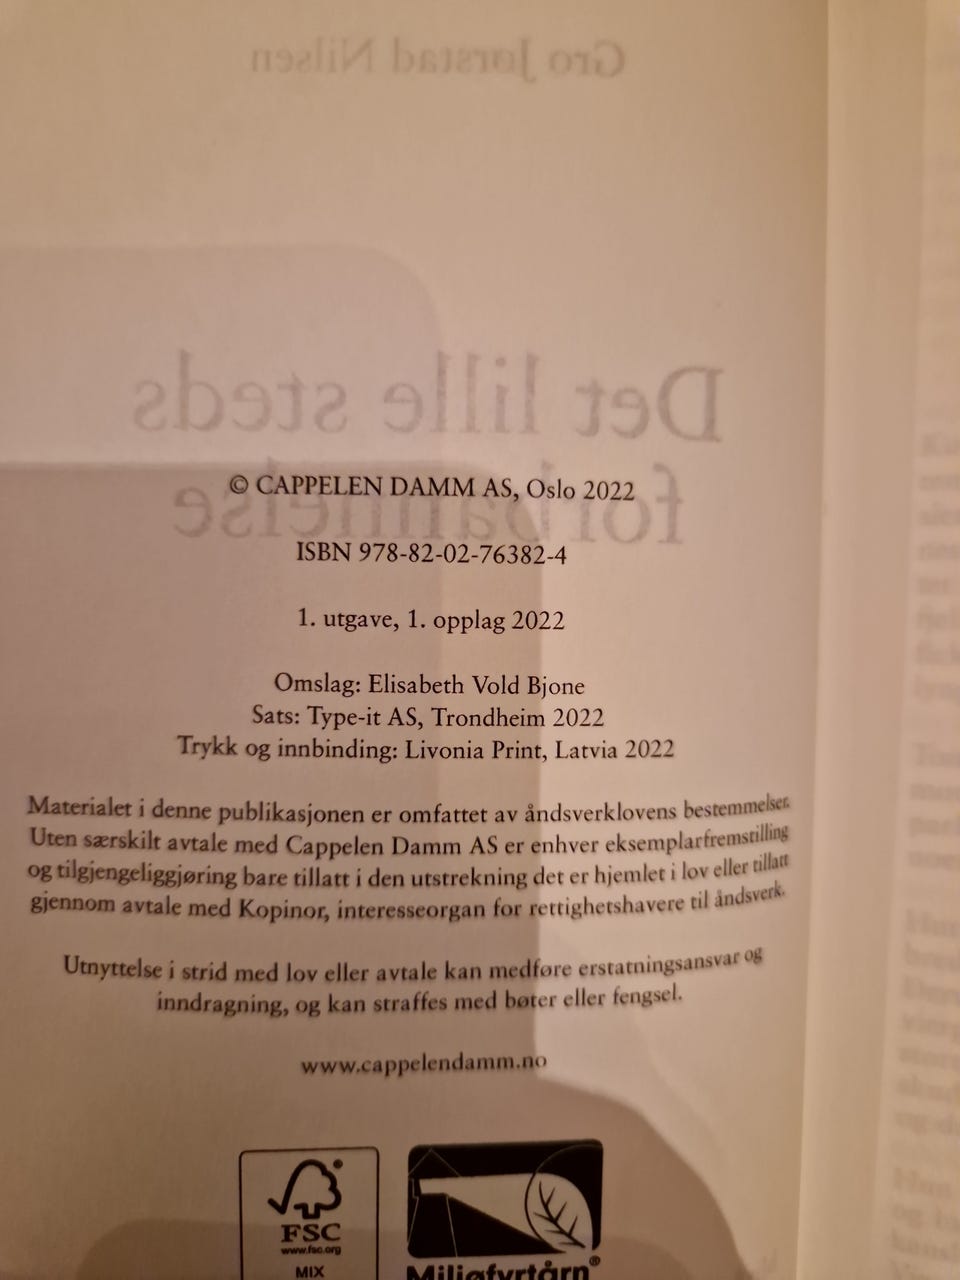 Gro Jørstad Nilsen
Det lille steds
forbannelse
© CAPPELEN DAMM AS, Oslo 2022
ISBN 978-82-02-76382-4
1. utgave, 1. opplag 2022
Omslag: Elisabeth Vold Bjone
Sats: Type-it AS, Trondheim 2022
Trykk og innbinding: Livonia Print, Latvia 2022
Materialet i denne publikasjonen er omfattet av åndsverklovens bestemmelser.
Uten særskilt avtale med Cappelen Damm AS er enhver eksemplarfremstilling
og tilgjengeliggjøring bare tillatt i den utstrekning det er hjemlet i lov eller tillatt
gjennom avtale med Kopinor, interesseorgan for rettighetshavere til åndsverk.
Utnyttelse i strid med lov eller avtale kan medføre erstatningsansvar og
inndragning, og kan straffes med bøter eller fengsel.
www.cappelendamm.no
FSC
www.fsc.org
MIX
Miljøfyrtårn®